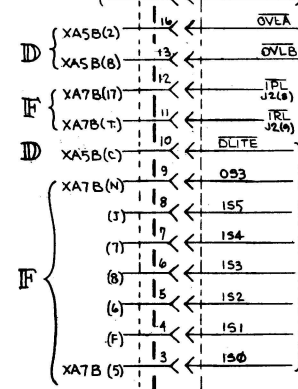 XA5B(2) 16 OVLA
D
XA5B(8) 13 OVLB
XA7B(17) 12 IPL
J2(8)
F
XA7B(T) 11 IRL
J2(9)
D XA5B(C) 10 DLITE
XA7B(N) 9 OS3
(J) 8 IS5
(7) 7 IS4
F (8) 6 IS3
(6) 5 IS2
(F) 4 IS1
XA7B(5) 3 ISØ